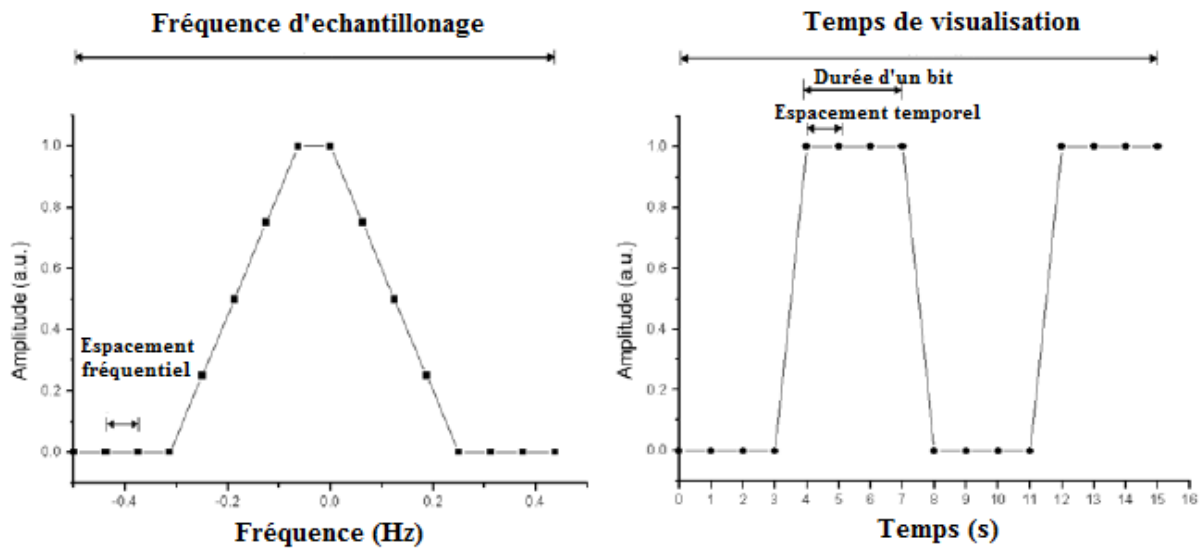 Fréquence d'echantillonage
Amplitude (a.u.)
1.0
0.8
0.6
0.4
0.2
0.0
Espacement
fréquentiel
-0.4
-0.2
0.0
0.2
0.4
Fréquence (Hz)
Temps de visualisation
Durée d'un bit
Espacement temporel
Amplitude (a.u.)
1.0
0.8
0.6
0.4
0.2
0.0
0 1 2 3 4 5 6 7 8 9 10 11 12 13 14 15 16
Temps (s)